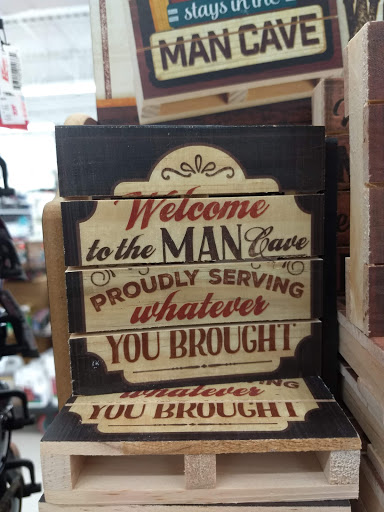 stays in the
MAN CAVE
Welcome
to the MAN Cave
PROUDLY SERVING
whatever
YOU BROUGHT
whatever
YOU BROUGHT